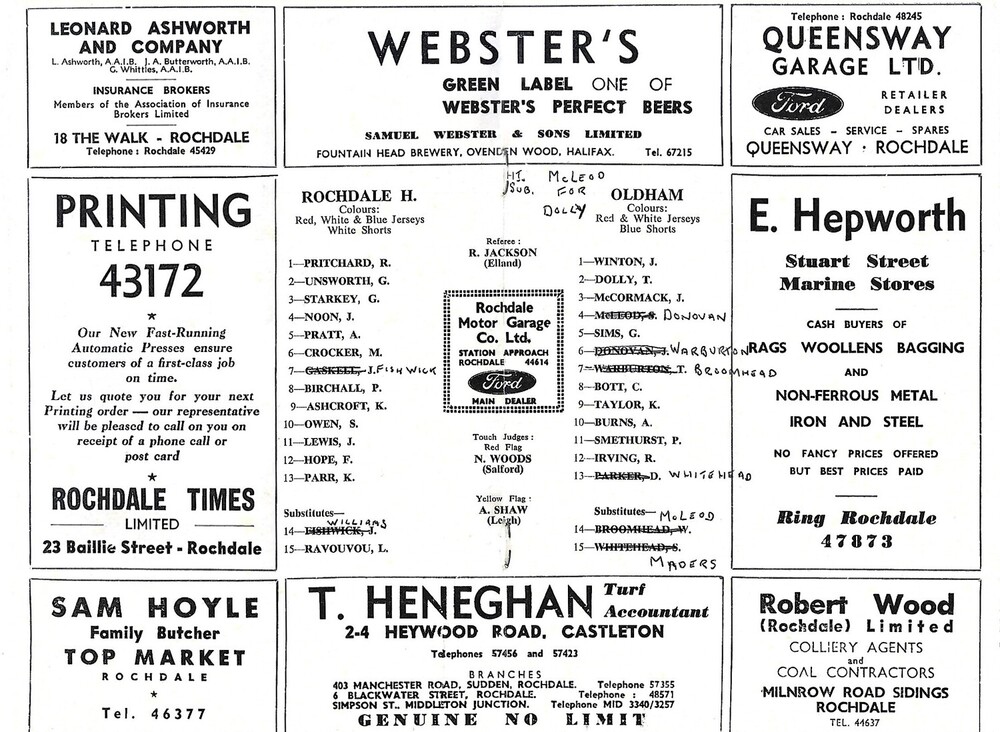 LEONARD ASHWORTH
AND COMPANY
L. Ashworth, A.A.I.B. J. A. Butterworth, A.A.I.B.
G. Whittles, A.A.I.B.
INSURANCE BROKERS
Members of the Association of Insurance
Brokers Limited
18 THE WALK - ROCHDALE
Telephone : Rochdale 45429
WEBSTER'S
GREEN LABEL ONE OF
WEBSTER'S PERFECT BEERS
SAMUEL WEBSTER & SONS LIMITED
FOUNTAIN HEAD BREWERY, OVENDEN WOOD, HALIFAX. Tel. 67215
Telephone : Rochdale 48245
QUEENSWAY
GARAGE LTD.
Ford
RETAILER
DEALERS
CAR SALES - SERVICE - SPARES
QUEENSWAY · ROCHDALE
PRINTING
TELEPHONE
43172
★
Our New Fast-Running
Automatic Presses ensure
customers of a first-class job
on time.
Let us quote you for your next
Printing order — our representative
will be pleased to call on you on
receipt of a phone call or
post card
★
ROCHDALE TIMES
LIMITED
23 Baillie Street - Rochdale
ROCHDALE H.
Colours:
Red, White & Blue Jerseys
White Shorts
1—PRITCHARD, R.
2—UNSWORTH, G.
3—STARKEY, G.
4—NOON, J.
5—PRATT, A.
6—CROCKER, M.
7—GASKELL, J. FISHWICK
8—BIRCHALL, P.
9—ASHCROFT, K.
10—OWEN, S.
11—LEWIS, J.
12—HOPE, F.
13—PARR, K.
Substitutes—
WILLIAMS
14—FISHWICK, J.
15—RAVOUVOU, L.
HT. McLEOD
SUB. FOR
DOLLY
Referee :
R. JACKSON
(Elland)
Rochdale
Motor Garage
Co. Ltd.
STATION APPROACH
ROCHDALE 44614
Ford
MAIN DEALER
Touch Judges :
Red Flag
N. WOODS
(Salford)
Yellow Flag :
A. SHAW
(Leigh)
OLDHAM
Colours:
Red & White Jerseys
Blue Shorts
1—WINTON, J.
2—DOLLY, T.
3—McCORMACK, J.
4—McLEOD, S. DONOVAN
5—SIMS, G.
6—DONOVAN, J. WARBURTON
7—WARBURTON, T. BROOMHEAD
8—BOTT, C.
9—TAYLOR, K.
10—BURNS, A.
11—SMETHURST, P.
12—IRVING, R.
13—PARKER, D. WHITEHEAD
Substitutes— McLEOD
14—BROOMHEAD, W.
15—WHITEHEAD, S.
MADERS
E. Hepworth
Stuart Street
Marine Stores
CASH BUYERS OF
RAGS WOOLLENS BAGGING
AND
NON-FERROUS METAL
IRON AND STEEL
NO FANCY PRICES OFFERED
BUT BEST PRICES PAID
Ring Rochdale
47873
SAM HOYLE
Family Butcher
TOP MARKET
ROCHDALE
★
Tel. 46377
T. HENEGHAN Turf
Accountant
2-4 HEYWOOD ROAD, CASTLETON
Telephones 57456 and 57423
BRANCHES
403 MANCHESTER ROAD, SUDDEN, ROCHDALE. Telephone 57355
6 BLACKWATER STREET, ROCHDALE. Telephone : 48571
SIMPSON ST., MIDDLETON JUNCTION. Telephone MID 3340/3257
GENUINE NO LIMIT
Robert Wood
(Rochdale) Limited
COLLIERY AGENTS
and
COAL CONTRACTORS
MILNROW ROAD SIDINGS
ROCHDALE
TEL. 44637